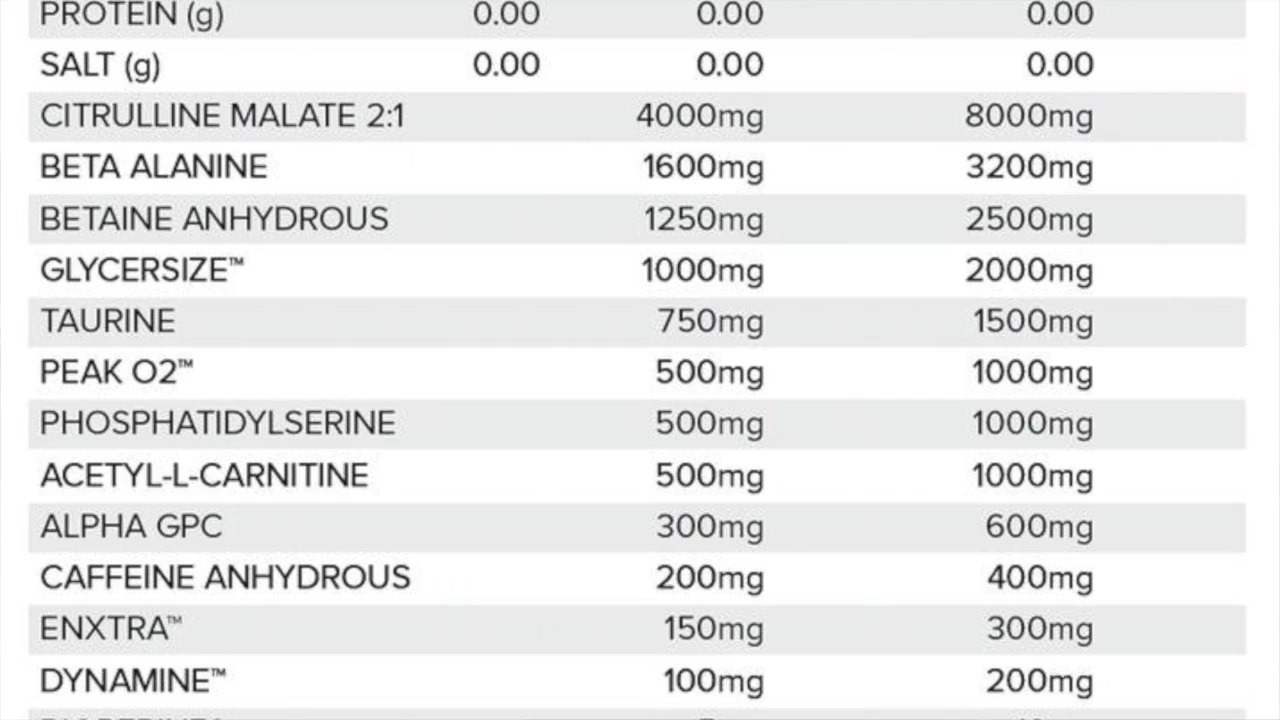 PROTEIN (g) 0.00 0.00 0.00
SALT (g) 0.00 0.00 0.00
CITRULLINE MALATE 2:1 4000mg 8000mg
BETA ALANINE 1600mg 3200mg
BETAINE ANHYDROUS 1250mg 2500mg
GLYCERSIZE™ 1000mg 2000mg
TAURINE 750mg 1500mg
PEAK O2™ 500mg 1000mg
PHOSPHATIDYLSERINE 500mg 1000mg
ACETYL-L-CARNITINE 500mg 1000mg
ALPHA GPC 300mg 600mg
CAFFEINE ANHYDROUS 200mg 400mg
ENXTRA™ 150mg 300mg
DYNAMINE™ 100mg 200mg